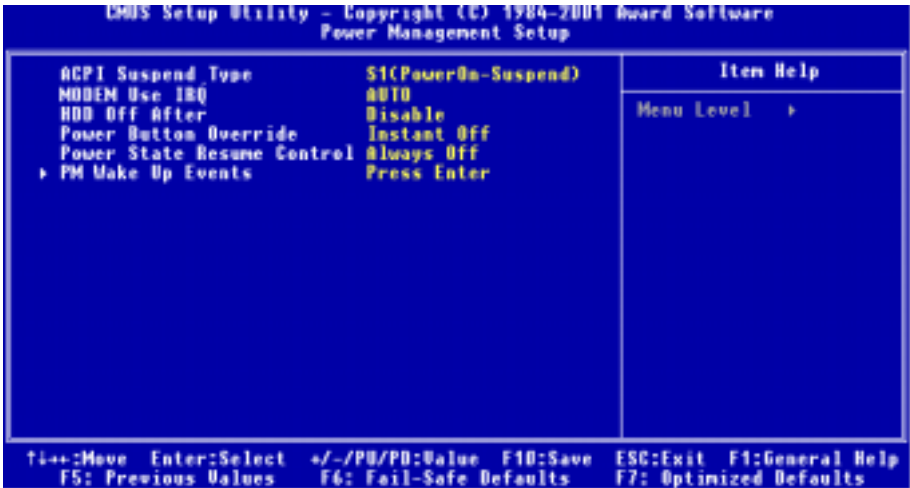 CMOS Setup Utility - Copyright (C) 1984-2001 Award Software
Power Management Setup
ACPI Suspend Type S1(PowerOn-Suspend)
MODEM Use IRQ AUTO
HDD Off After Disable
Power Button Override Instant Off
Power State Resume Control Always Off
▸ PM Wake Up Events Press Enter
Item Help
Menu Level ▸
↑↓→←:Move Enter:Select +/-/PU/PD:Value F10:Save ESC:Exit F1:General Help
F5: Previous Values F6: Fail-Safe Defaults F7: Optimized Defaults